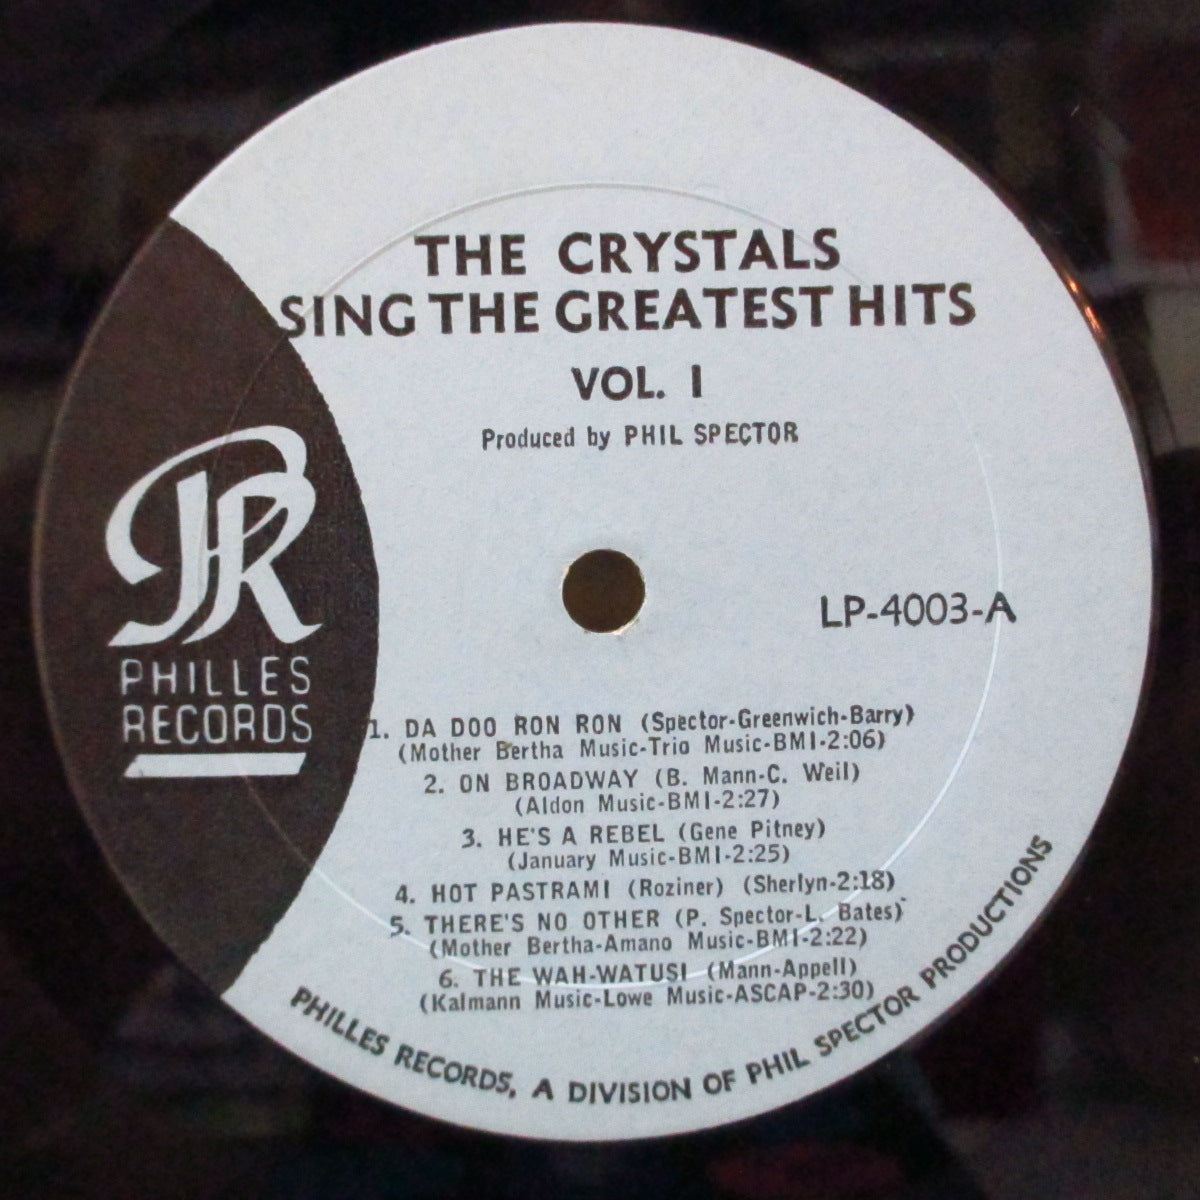 THE CRYSTALS
SING THE GREATEST HITS
VOL. I
Produced by PHIL SPECTOR
PR
PHILLES
RECORDS
LP-4003-A
1. DA DOO RON RON (Spector-Greenwich-Barry)
(Mother Bertha Music-Trio Music-BMI-2:06)
2. ON BROADWAY (B. Mann-C. Weil)
(Aldon Music-BMI-2:27)
3. HE'S A REBEL (Gene Pitney)
(January Music-BMI-2:25)
4. HOT PASTRAMI (Roziner) (Sherlyn-2:18)
5. THERE'S NO OTHER (P. Spector-L. Bates)
(Mother Bertha-Amano Music-BMI-2:22)
6. THE WAH-WATUSI (Mann-Appell)
(Kalmann Music-Lowe Music-ASCAP-2:30)
PHILLES RECORDS, A DIVISION OF PHIL SPECTOR PRODUCTIONS